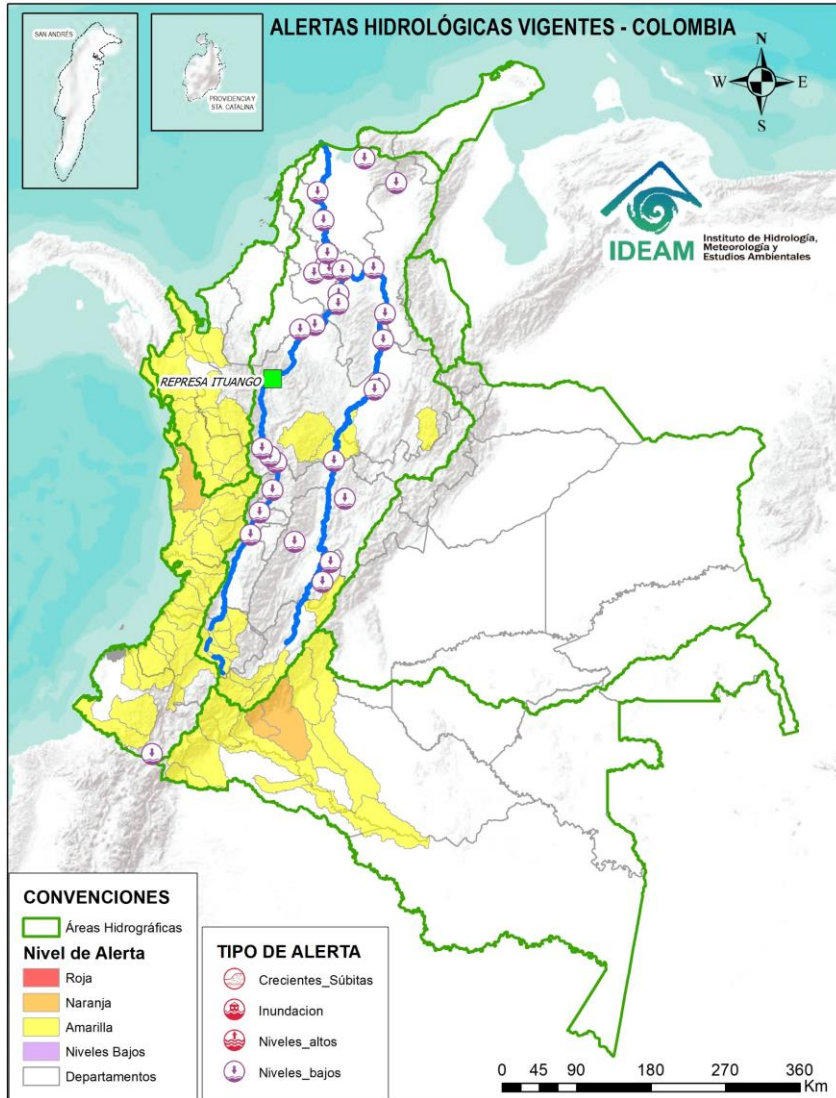 ALERTAS HIDROLÓGICAS VIGENTES - COLOMBIA
SAN ANDRÉS
PROVIDENCIA Y
STA. CATALINA
N
W
E
S
IDEAM
Instituto de Hidrología,
Meteorología y
Estudios Ambientales
REPRESA ITUANGO
CONVENCIONES
Áreas Hidrográficas
Nivel de Alerta
Roja
Naranja
Amarilla
Niveles Bajos
Departamentos
TIPO DE ALERTA
Crecientes_Súbitas
Inundacion
Niveles_altos
Niveles_bajos
0 45 90 180 270 360
Km